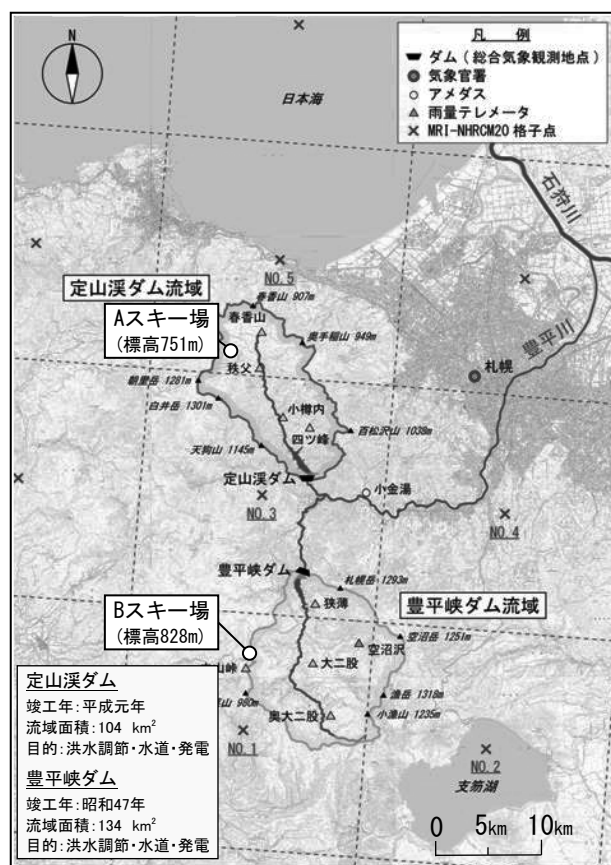 N
凡　例
ダム（総合気象観測地点）
気象官署
アメダス
雨量テレメータ
MRI-NHRCM20 格子点
日本海
石狩川
豊平川
NO.5
定山渓ダム流域
春香山 907m
春香山
Aスキー場
(標高751m)
奥手稲山 949m
札幌
秩父
朝里岳 1281m
白井岳 1301m
小樽内
百松沢山 1038m
四ツ峰
天狗山 1145m
定山渓ダム
小金湯
NO.3
NO.4
豊平峡ダム
札幌岳 1293m
狭薄
豊平峡ダム流域
Bスキー場
(標高828m)
空沼岳 1251m
空沼沢
大二股
山峠
漁岳 1318m
山 980m
奥大二股
小漁山 1235m
NO.1
NO.2
支笏湖
定山渓ダム
竣工年:平成元年
流域面積:104 km²
目的:洪水調節・水道・発電
豊平峡ダム
竣工年:昭和47年
流域面積:134 km²
目的:洪水調節・水道・発電
0 5km 10km